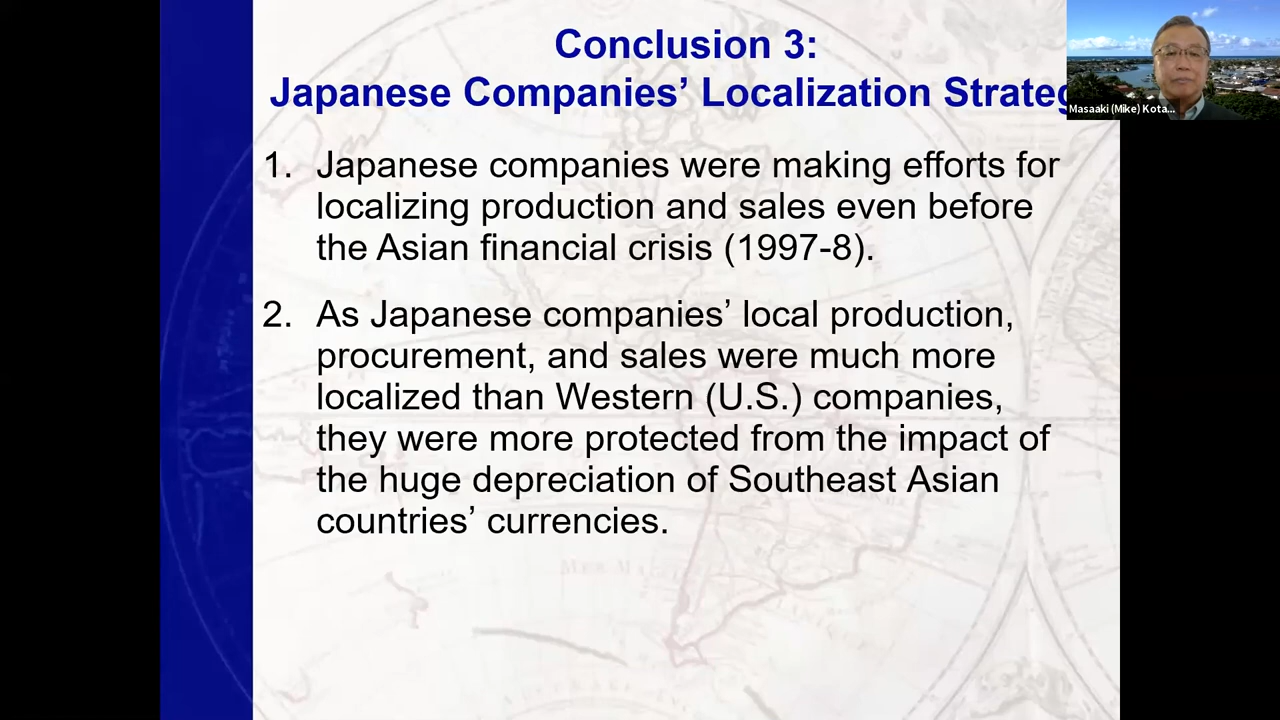 Conclusion 3:
Japanese Companies’ Localization Strateg
Masaaki (Mike) Kota...
1. Japanese companies were making efforts for
localizing production and sales even before
the Asian financial crisis (1997-8).
2. As Japanese companies’ local production,
procurement, and sales were much more
localized than Western (U.S.) companies,
they were more protected from the impact of
the huge depreciation of Southeast Asian
countries’ currencies.